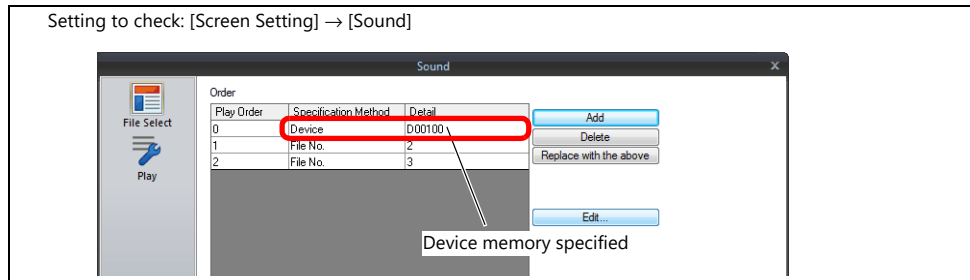 Setting to check: [Screen Setting] → [Sound]
Sound
x
File Select
Play
Order
Play Order Specification Method Detail
0 Device D00100
1 File No. 2
2 File No. 3
Add
Delete
Replace with the above
Edit...
Device memory specified